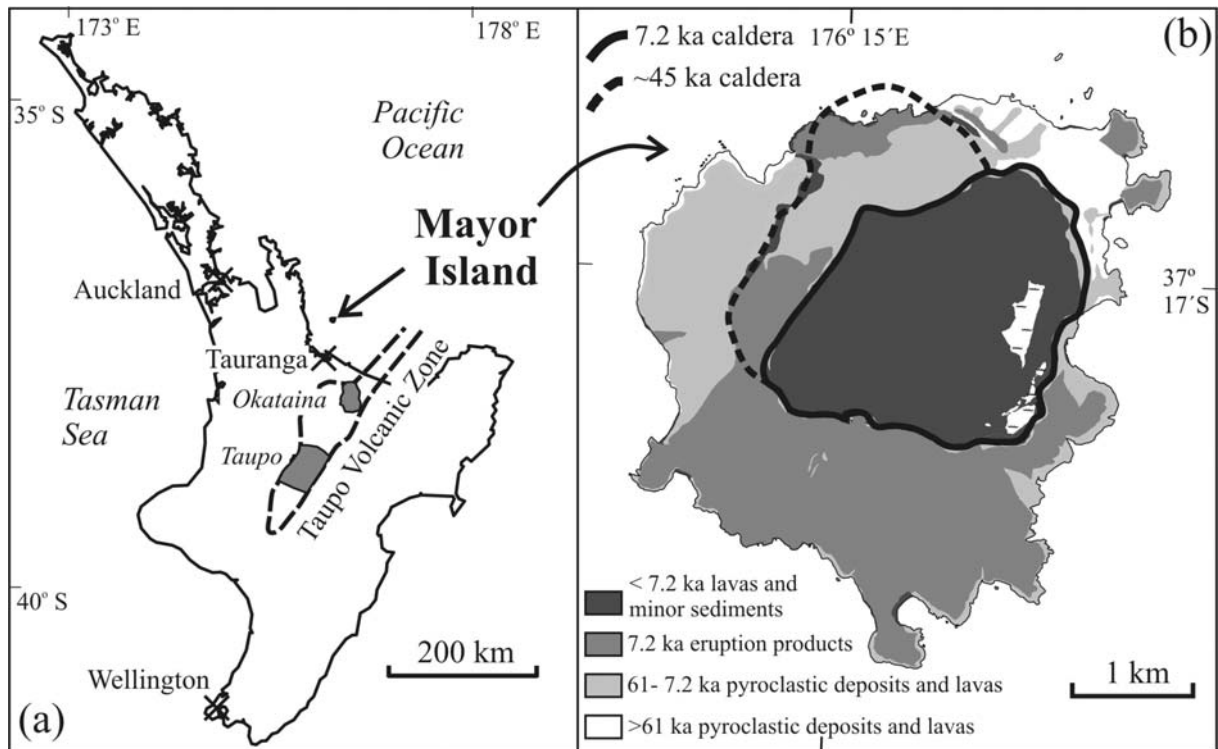 173° E
178° E
35° S
Pacific
Ocean
Mayor
Island
Auckland
Tauranga
Okataina
Tasman
Sea
Taupo
Taupo Volcanic Zone
40° S
200 km
Wellington
(a)
176° 15´E
(b)
7.2 ka caldera
~45 ka caldera
37°
17´S
< 7.2 ka lavas and
minor sediments
7.2 ka eruption products
61- 7.2 ka pyroclastic deposits and lavas
>61 ka pyroclastic deposits and lavas
1 km